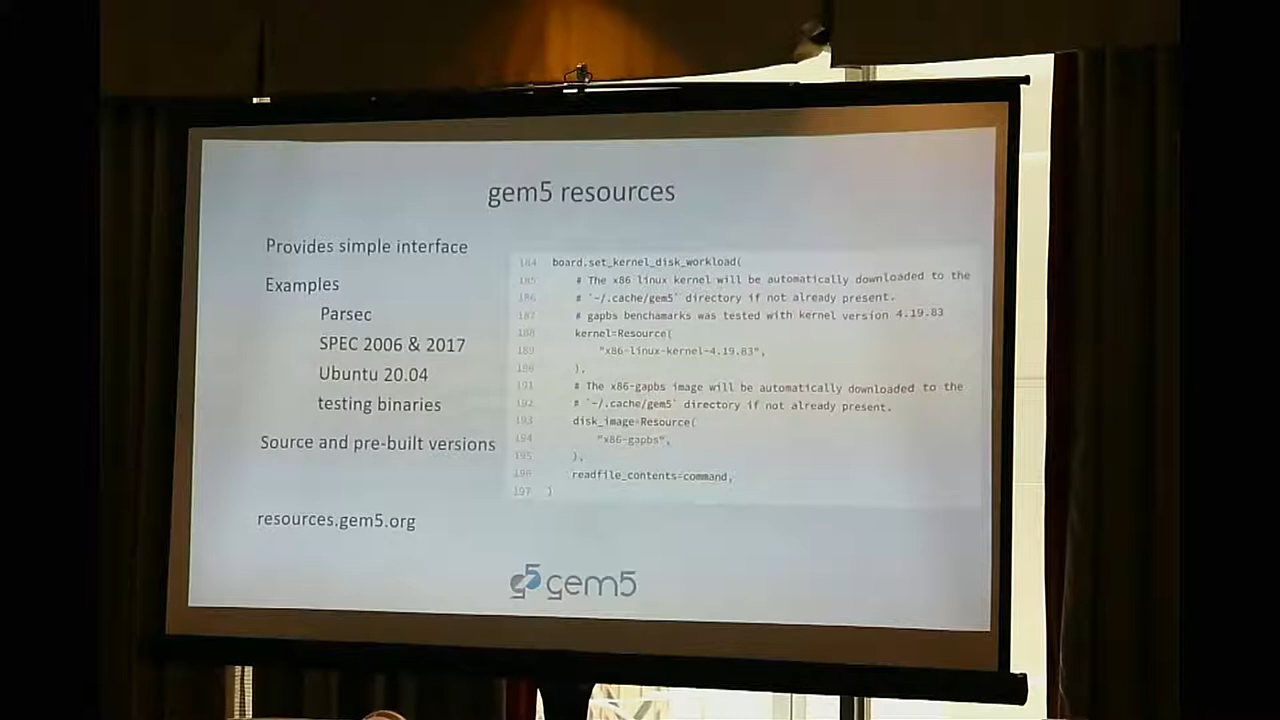 gem5 resources
Provides simple interface
Examples
Parsec
SPEC 2006 & 2017
Ubuntu 20.04
testing binaries
Source and pre-built versions
resources.gem5.org
184 board.set_kernel_disk_workload(
185 # The x86 linux kernel will be automatically downloaded to the
186 # `~/.cache/gem5` directory if not already present.
187 # gapbs benchamarks was tested with kernel version 4.19.83
188 kernel=Resource(
189 "x86-linux-kernel-4.19.83",
190 ),
191 # The x86-gapbs image will be automatically downloaded to the
192 # `~/.cache/gem5` directory if not already present.
193 disk_image=Resource(
194 "x86-gapbs",
195 ),
196 readfile_contents=command,
197 )
gem5